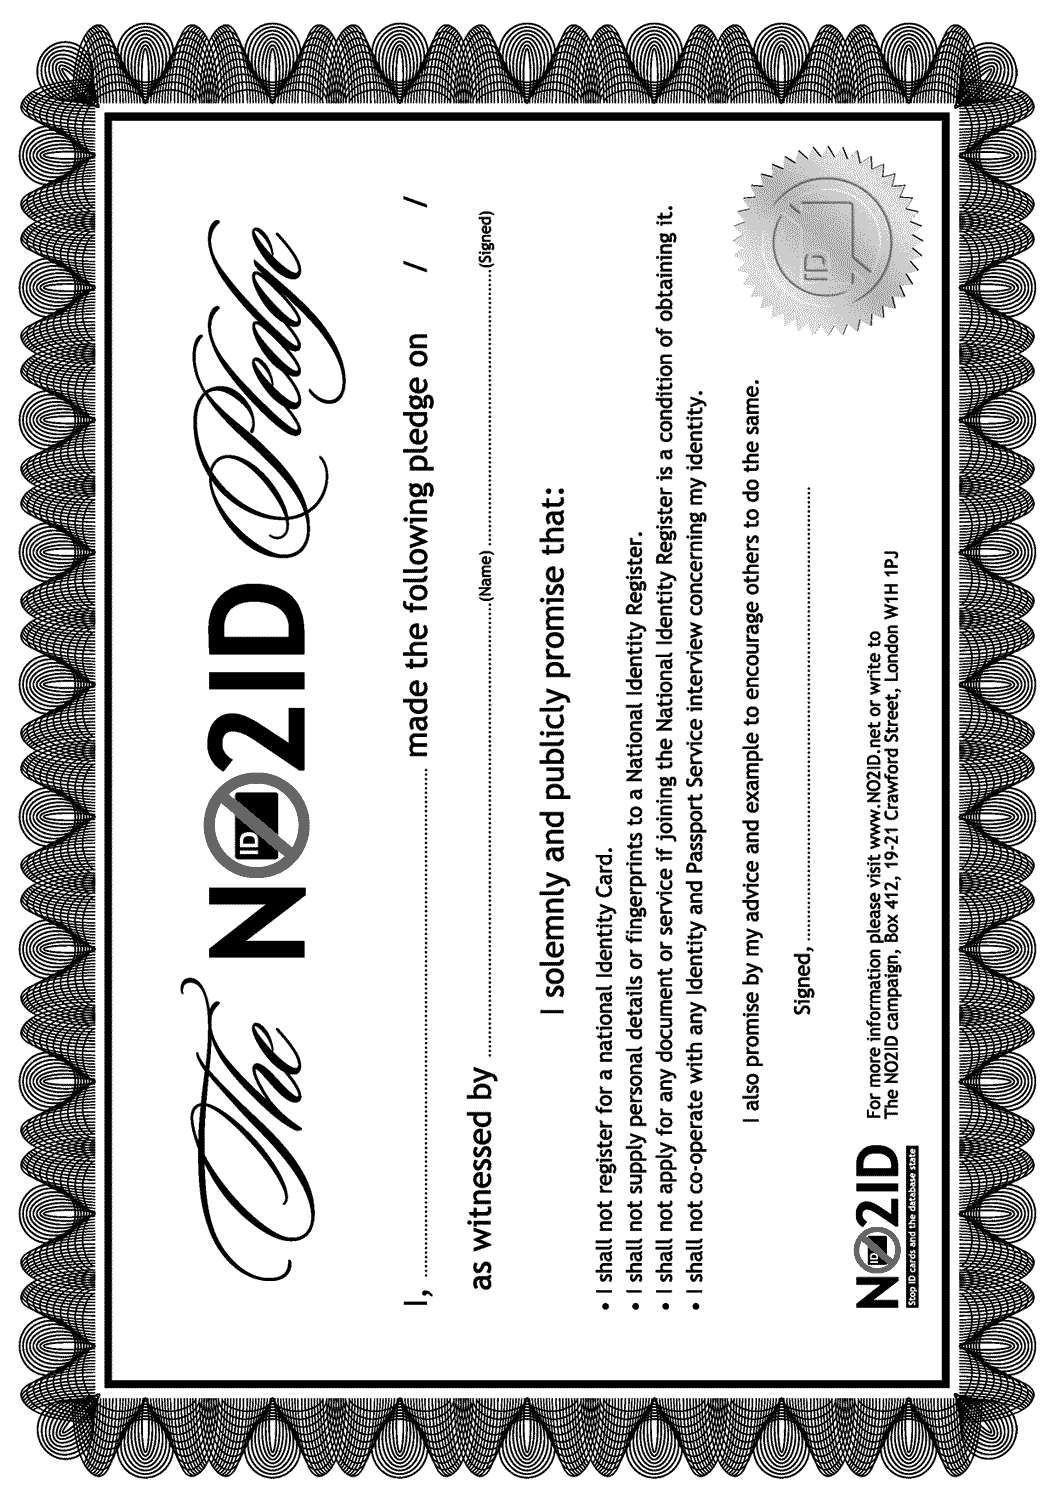 The NO2ID Pledge
I, .......... made the following pledge on / /
as witnessed by ..........(Name) ..........(Signed)
I solemnly and publicly promise that:
• I shall not register for a national Identity Card.
• I shall not supply personal details or fingerprints to a National Identity Register.
• I shall not apply for any document or service if joining the National Identity Register is a condition of obtaining it.
• I shall not co-operate with any Identity and Passport Service interview concerning my identity.
I also promise by my advice and example to encourage others to do the same.
Signed, ..........
ID
NO2ID
Stop ID cards and the database state
For more information please visit www.NO2ID.net or write to
The NO2ID campaign, Box 412, 19-21 Crawford Street, London W1H 1PJ